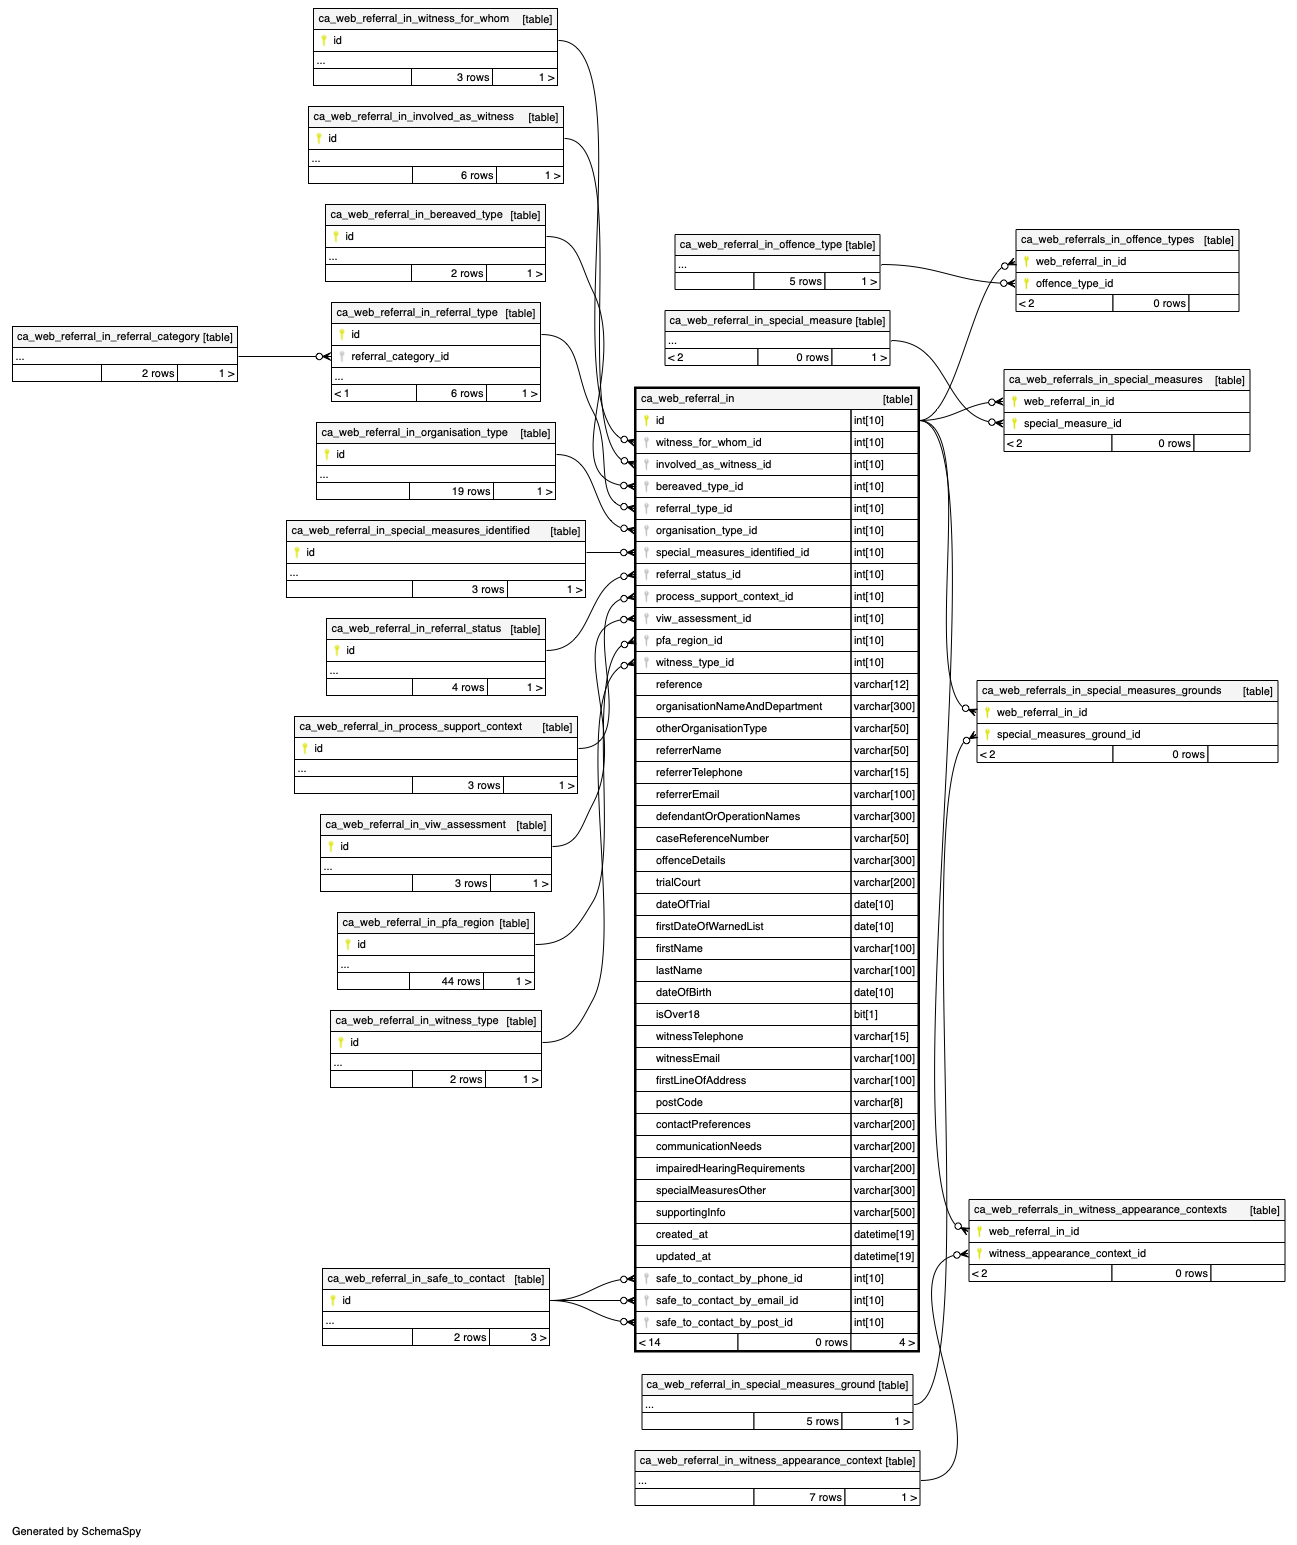 ca_web_referral_in_witness_for_whom [table]
id
...
3 rows 1 >
ca_web_referral_in_involved_as_witness [table]
id
...
6 rows 1 >
ca_web_referral_in_bereaved_type [table]
id
...
2 rows 1 >
ca_web_referral_in_referral_category [table]
...
2 rows 1 >
ca_web_referral_in_referral_type [table]
id
referral_category_id
...
< 1 6 rows 1 >
ca_web_referral_in_organisation_type [table]
id
...
19 rows 1 >
ca_web_referral_in_special_measures_identified [table]
id
...
3 rows 1 >
ca_web_referral_in_referral_status [table]
id
...
4 rows 1 >
ca_web_referral_in_process_support_context [table]
id
...
3 rows 1 >
ca_web_referral_in_viw_assessment [table]
id
...
3 rows 1 >
ca_web_referral_in_pfa_region [table]
id
...
44 rows 1 >
ca_web_referral_in_witness_type [table]
id
...
2 rows 1 >
ca_web_referral_in_safe_to_contact [table]
id
...
2 rows 3 >
ca_web_referral_in_offence_type [table]
...
5 rows 1 >
ca_web_referral_in_special_measure [table]
...
< 2 0 rows 1 >
ca_web_referral_in [table]
id int[10]
witness_for_whom_id int[10]
involved_as_witness_id int[10]
bereaved_type_id int[10]
referral_type_id int[10]
organisation_type_id int[10]
special_measures_identified_id int[10]
referral_status_id int[10]
process_support_context_id int[10]
viw_assessment_id int[10]
pfa_region_id int[10]
witness_type_id int[10]
reference varchar[12]
organisationNameAndDepartment varchar[300]
otherOrganisationType varchar[50]
referrerName varchar[50]
referrerTelephone varchar[15]
referrerEmail varchar[100]
defendantOrOperationNames varchar[300]
caseReferenceNumber varchar[50]
offenceDetails varchar[300]
trialCourt varchar[200]
dateOfTrial date[10]
firstDateOfWarnedList date[10]
firstName varchar[100]
lastName varchar[100]
dateOfBirth date[10]
isOver18 bit[1]
witnessTelephone varchar[15]
witnessEmail varchar[100]
firstLineOfAddress varchar[100]
postCode varchar[8]
contactPreferences varchar[200]
communicationNeeds varchar[200]
impairedHearingRequirements varchar[200]
specialMeasuresOther varchar[300]
supportingInfo varchar[500]
created_at datetime[19]
updated_at datetime[19]
safe_to_contact_by_phone_id int[10]
safe_to_contact_by_email_id int[10]
safe_to_contact_by_post_id int[10]
< 14 0 rows 4 >
ca_web_referral_in_special_measures_ground [table]
...
5 rows 1 >
ca_web_referral_in_witness_appearance_context [table]
...
7 rows 1 >
ca_web_referrals_in_offence_types [table]
web_referral_in_id
offence_type_id
< 2 0 rows
ca_web_referrals_in_special_measures [table]
web_referral_in_id
special_measure_id
< 2 0 rows
ca_web_referrals_in_special_measures_grounds [table]
web_referral_in_id
special_measures_ground_id
< 2 0 rows
ca_web_referrals_in_witness_appearance_contexts [table]
web_referral_in_id
witness_appearance_context_id
< 2 0 rows
Generated by SchemaSpy